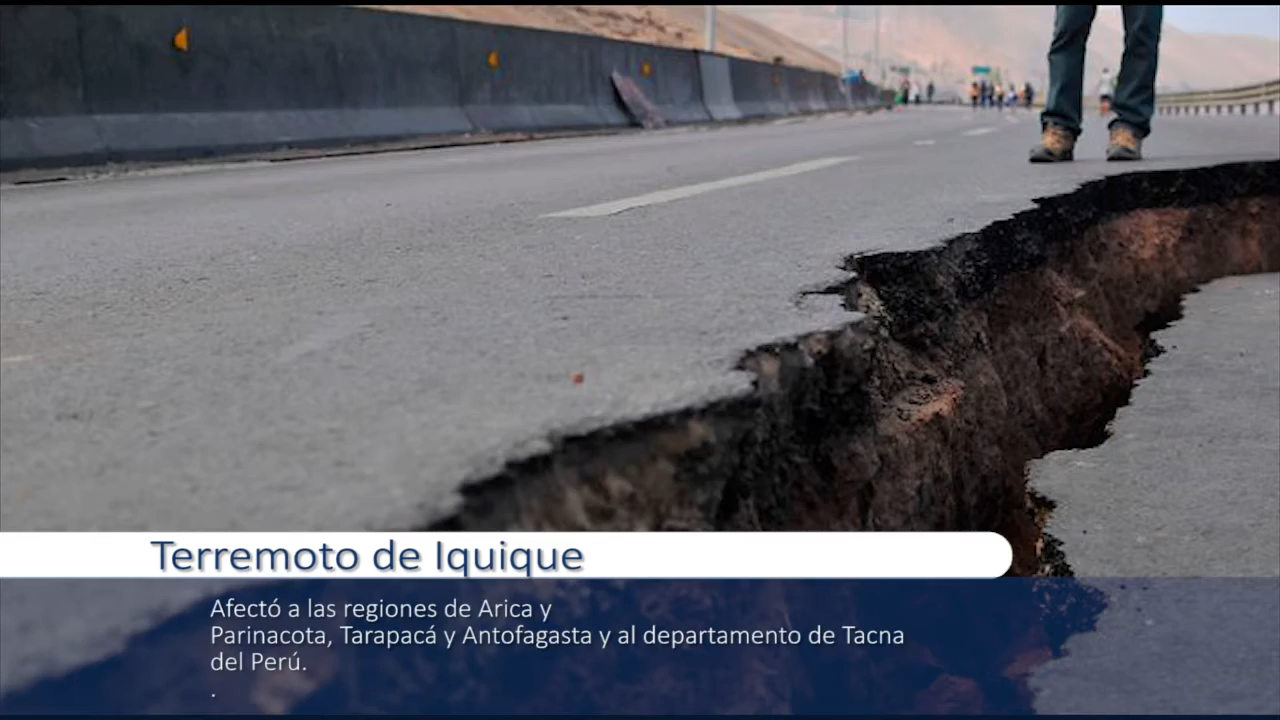 Terremoto de Iquique
Afectó a las regiones de Arica y
Parinacota, Tarapacá y Antofagasta y al departamento de Tacna
del Perú.
.